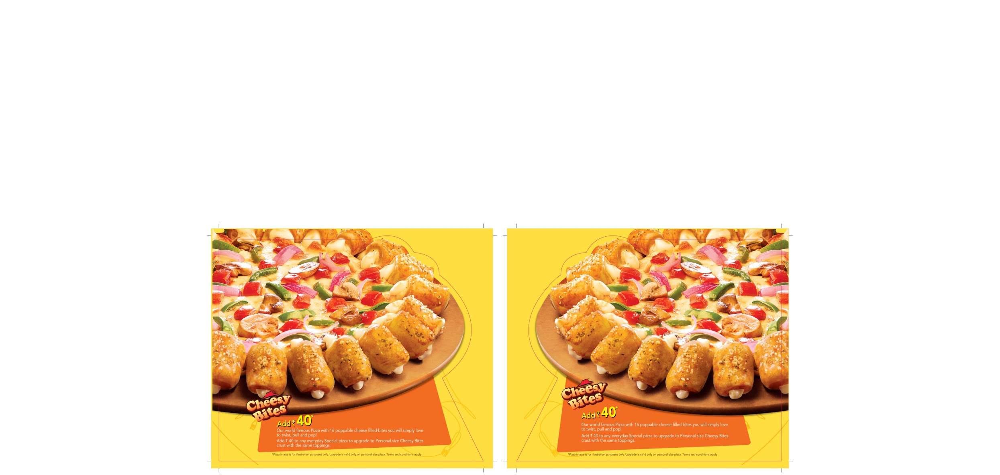 Cheesy
Bites
Add ₹ 40*
Our world famous Pizza with 16 poppable cheese filled bites you will simply love
to twist, pull and pop!
Add ₹ 40 to any everyday Special pizza to upgrade to Personal size Cheesy Bites
crust with the same toppings.
*Pizza image is for illustration purposes only. Upgrade is valid only on personal size pizza. Terms and conditions apply
Cheesy
Bites
Add ₹ 40*
Our world famous Pizza with 16 poppable cheese filled bites you will simply love
to twist, pull and pop!
Add ₹ 40 to any everyday Special pizza to upgrade to Personal size Cheesy Bites
crust with the same toppings.
*Pizza image is for illustration purposes only. Upgrade is valid only on personal size pizza. Terms and conditions apply